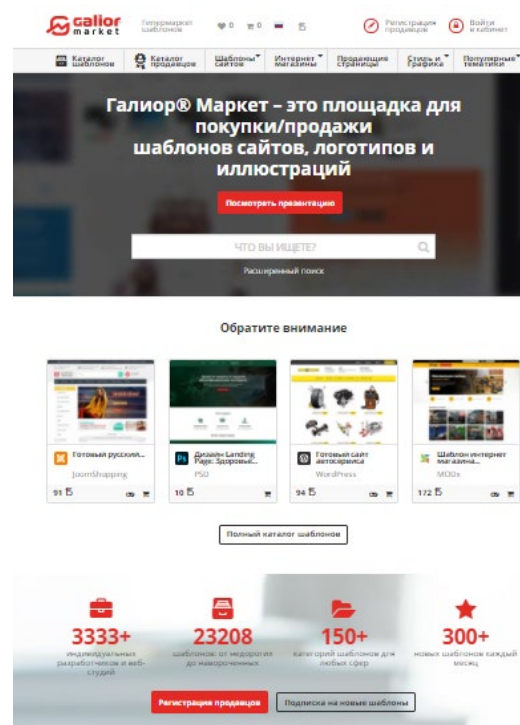 Galior
market
Гипермаркет
шаблонов
0
0
Регистрация
продавцов
Войти
в кабинет
Каталог
шаблонов
Каталог
продавцов
Шаблоны
сайтов
Интернет
магазины
Продающие
страницы
Стиль и
графика
Популярные
тематики
Галиор® Маркет – это площадка для
покупки/продажи
шаблонов сайтов, логотипов и
иллюстраций
Посмотреть презентацию
ЧТО ВЫ ИЩЕТЕ?
Расширенный поиск
Обратите внимание
Готовый русский...
JoomShopping
91
Ps
Дизайн Landing
Page: Здоровье...
PSD
10
Готовый сайт
автосервиса
WordPress
94
Шаблон интернет
магазина...
MODx
172
Полный каталог шаблонов
3333+
индивидуальных
разработчиков и веб-
студий
23208
шаблонов: от недорогих
до навороченных
150+
категорий шаблонов для
любых сфер
300+
новых шаблонов каждый
месяц
Регистрация продавцов
Подписка на новые шаблоны